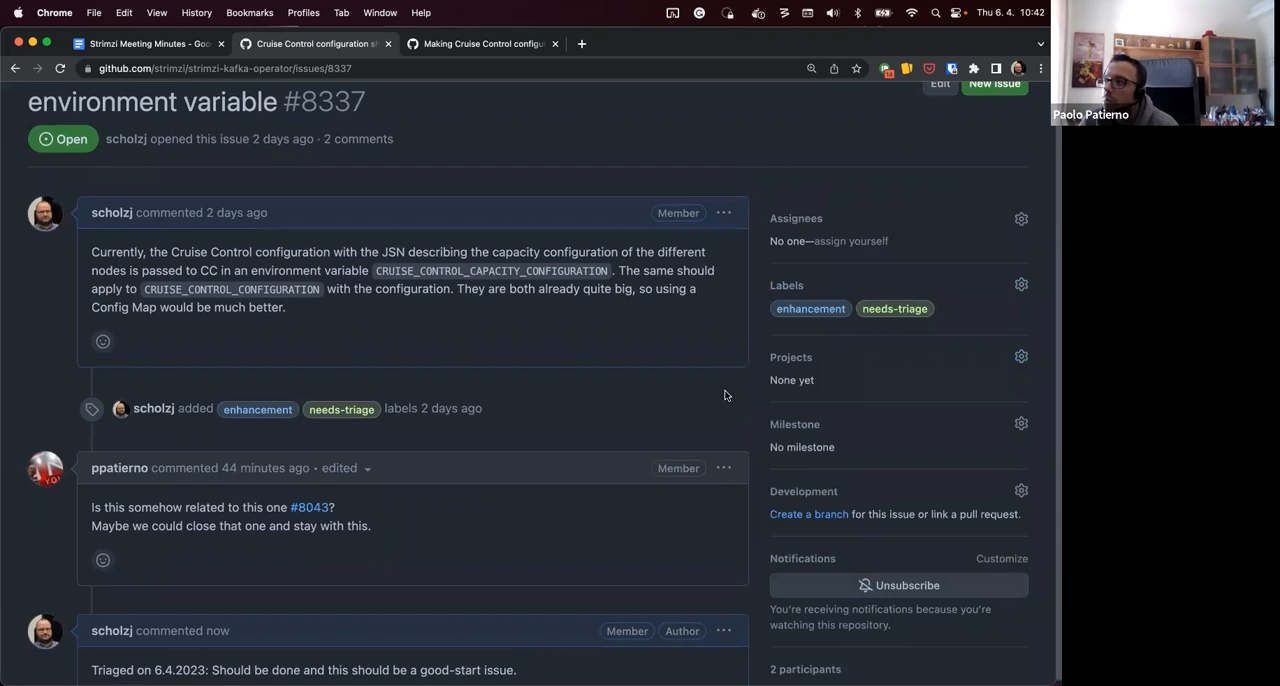 Chrome File Edit View History Bookmarks Profiles Tab Window Help Thu 6. 4. 10:42
Strimzi Meeting Minutes - Goo Cruise Control configuration s Making Cruise Control configu
github.com/strimzi/strimzi-kafka-operator/issues/8337
14
Paolo Patierno
environment variable #8337
Edit New issue
Open scholzj opened this issue 2 days ago · 2 comments
scholzj commented 2 days ago Member ···
Currently, the Cruise Control configuration with the JSN describing the capacity configuration of the different
nodes is passed to CC in an environment variable CRUISE_CONTROL_CAPACITY_CONFIGURATION. The same should
apply to CRUISE_CONTROL_CONFIGURATION with the configuration. They are both already quite big, so using a
Config Map would be much better.
scholzj added enhancement needs-triage labels 2 days ago
ppatierno commented 44 minutes ago · edited Member ···
Is this somehow related to this one #8043?
Maybe we could close that one and stay with this.
scholzj commented now Member Author ···
Triaged on 6.4.2023: Should be done and this should be a good-start issue.
Assignees
No one—assign yourself
Labels
enhancement needs-triage
Projects
None yet
Milestone
No milestone
Development
Create a branch for this issue or link a pull request.
Notifications Customize
Unsubscribe
You're receiving notifications because you're
watching this repository.
2 participants